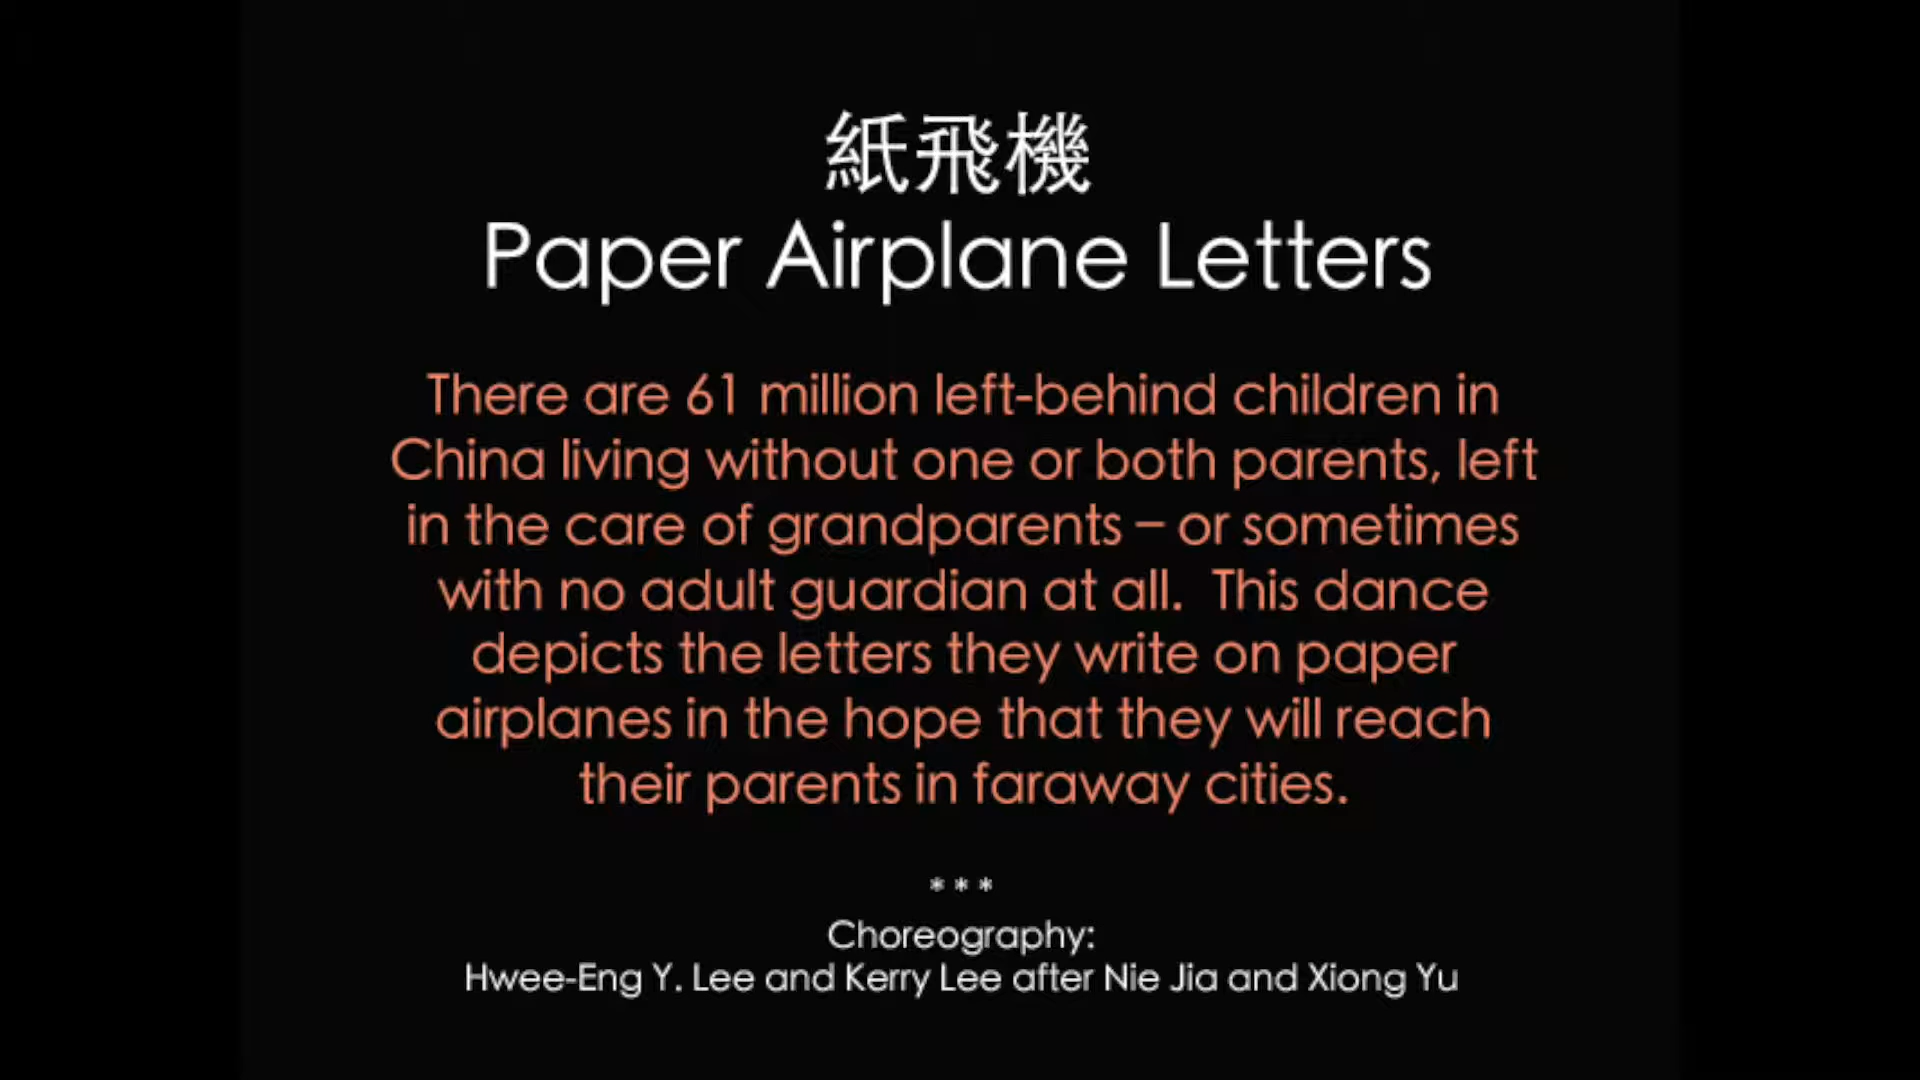 紙飛機
Paper Airplane Letters
There are 61 million left-behind children in
China living without one or both parents, left
in the care of grandparents – or sometimes
with no adult guardian at all.  This dance
depicts the letters they write on paper
airplanes in the hope that they will reach
their parents in faraway cities.
* * *
Choreography:
Hwee-Eng Y. Lee and Kerry Lee after Nie Jia and Xiong Yu